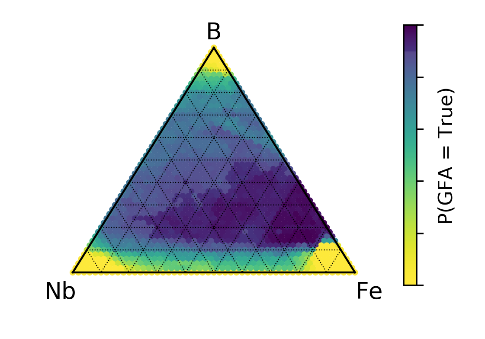 B
P(GFA = True)
Nb
Fe